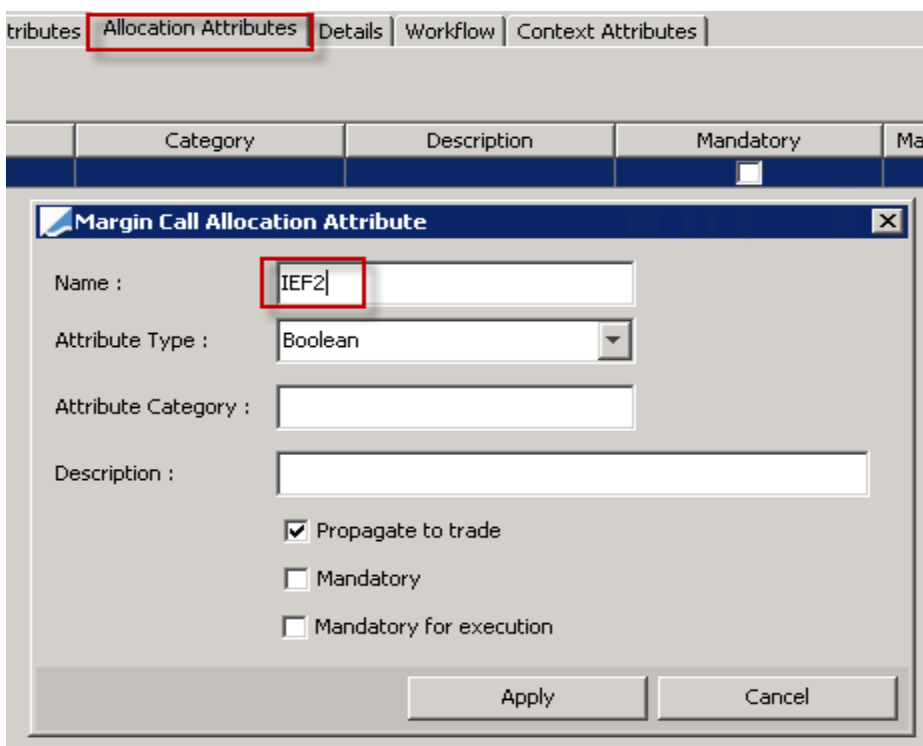 tributes Allocation Attributes Details Workflow Context Attributes
Category Description Mandatory Ma
Margin Call Allocation Attribute
Name : IEF2
Attribute Type : Boolean
Attribute Category :
Description :
Propagate to trade
Mandatory
Mandatory for execution
Apply Cancel